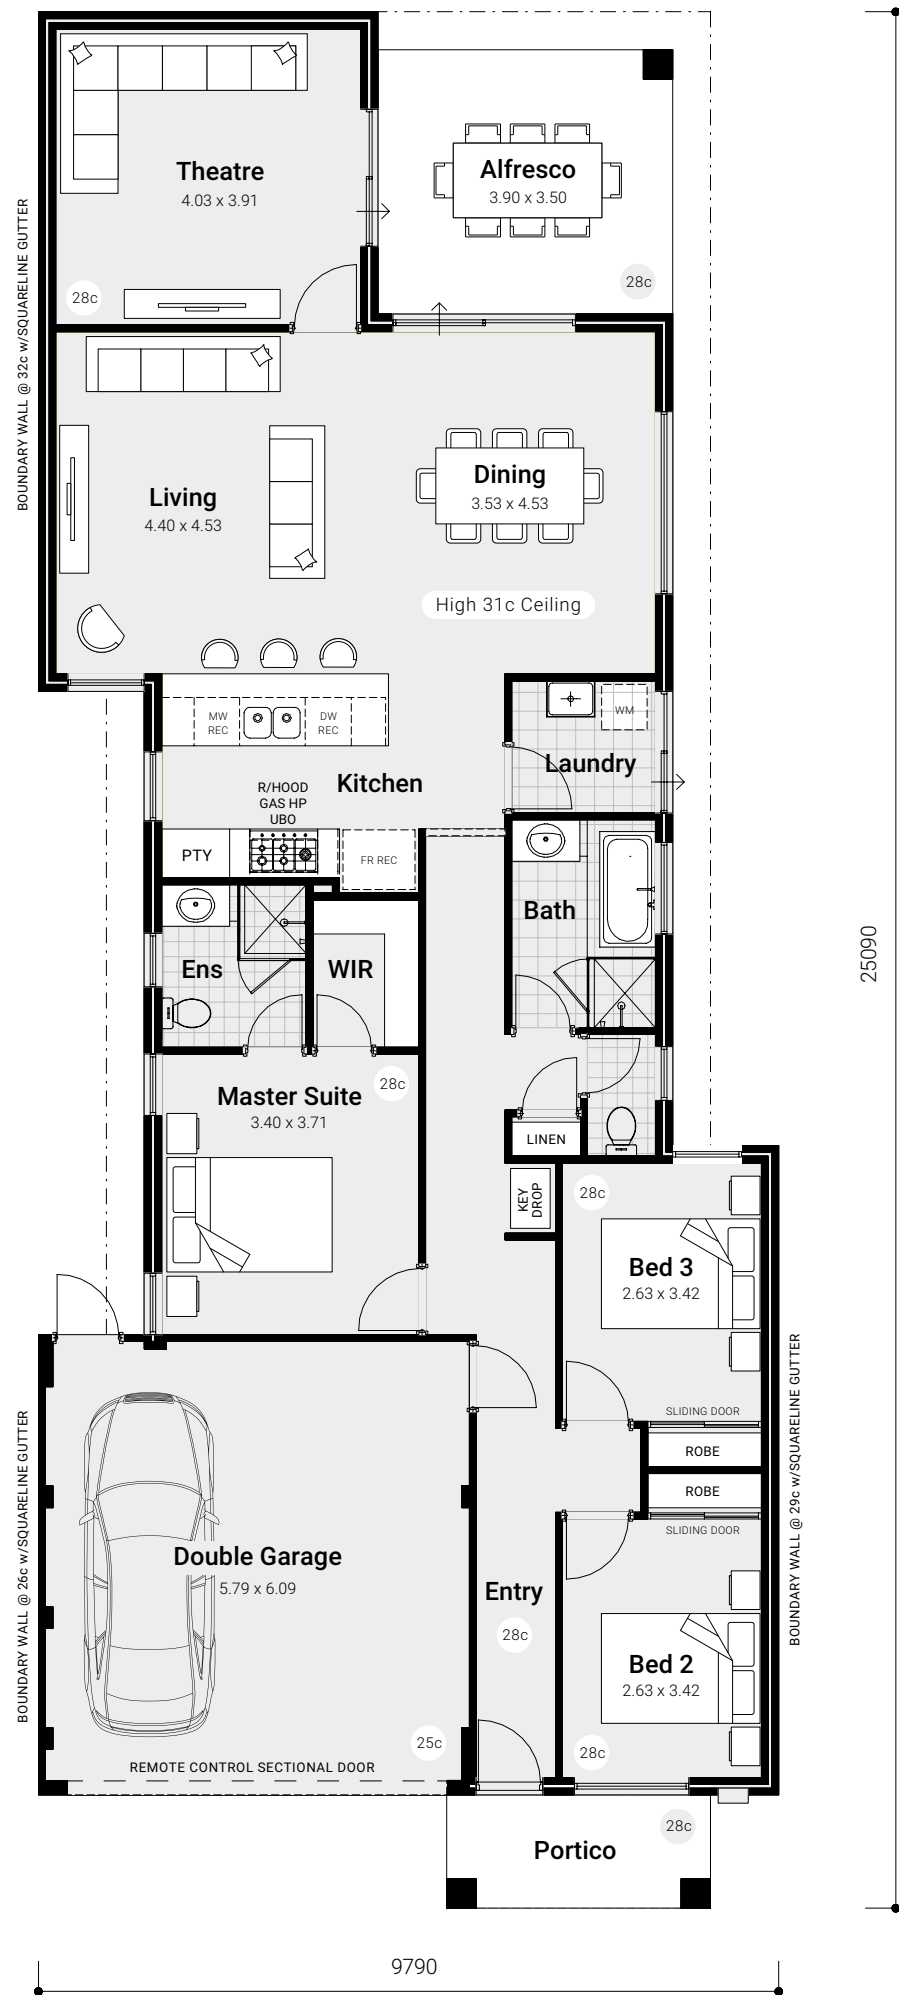 Theatre
4.03 x 3.91
28c
Alfresco
3.90 x 3.50
28c
BOUNDARY WALL @ 32c w/SQUARELINE GUTTER
Living
4.40 x 4.53
Dining
3.53 x 4.53
High 31c Ceiling
MW
REC
DW
REC
WM
Laundry
Kitchen
R/HOOD
GAS HP
UBO
PTY
FR REC
Bath
Ens
WIR
25090
Master Suite
3.40 x 3.71
28c
LINEN
KEY
DROP
28c
Bed 3
2.63 x 3.42
SLIDING DOOR
ROBE
ROBE
SLIDING DOOR
BOUNDARY WALL @ 29c w/SQUARELINE GUTTER
BOUNDARY WALL @ 26c w/SQUARELINE GUTTER
Double Garage
5.79 x 6.09
Entry
28c
Bed 2
2.63 x 3.42
28c
25c
REMOTE CONTROL SECTIONAL DOOR
28c
Portico
9790